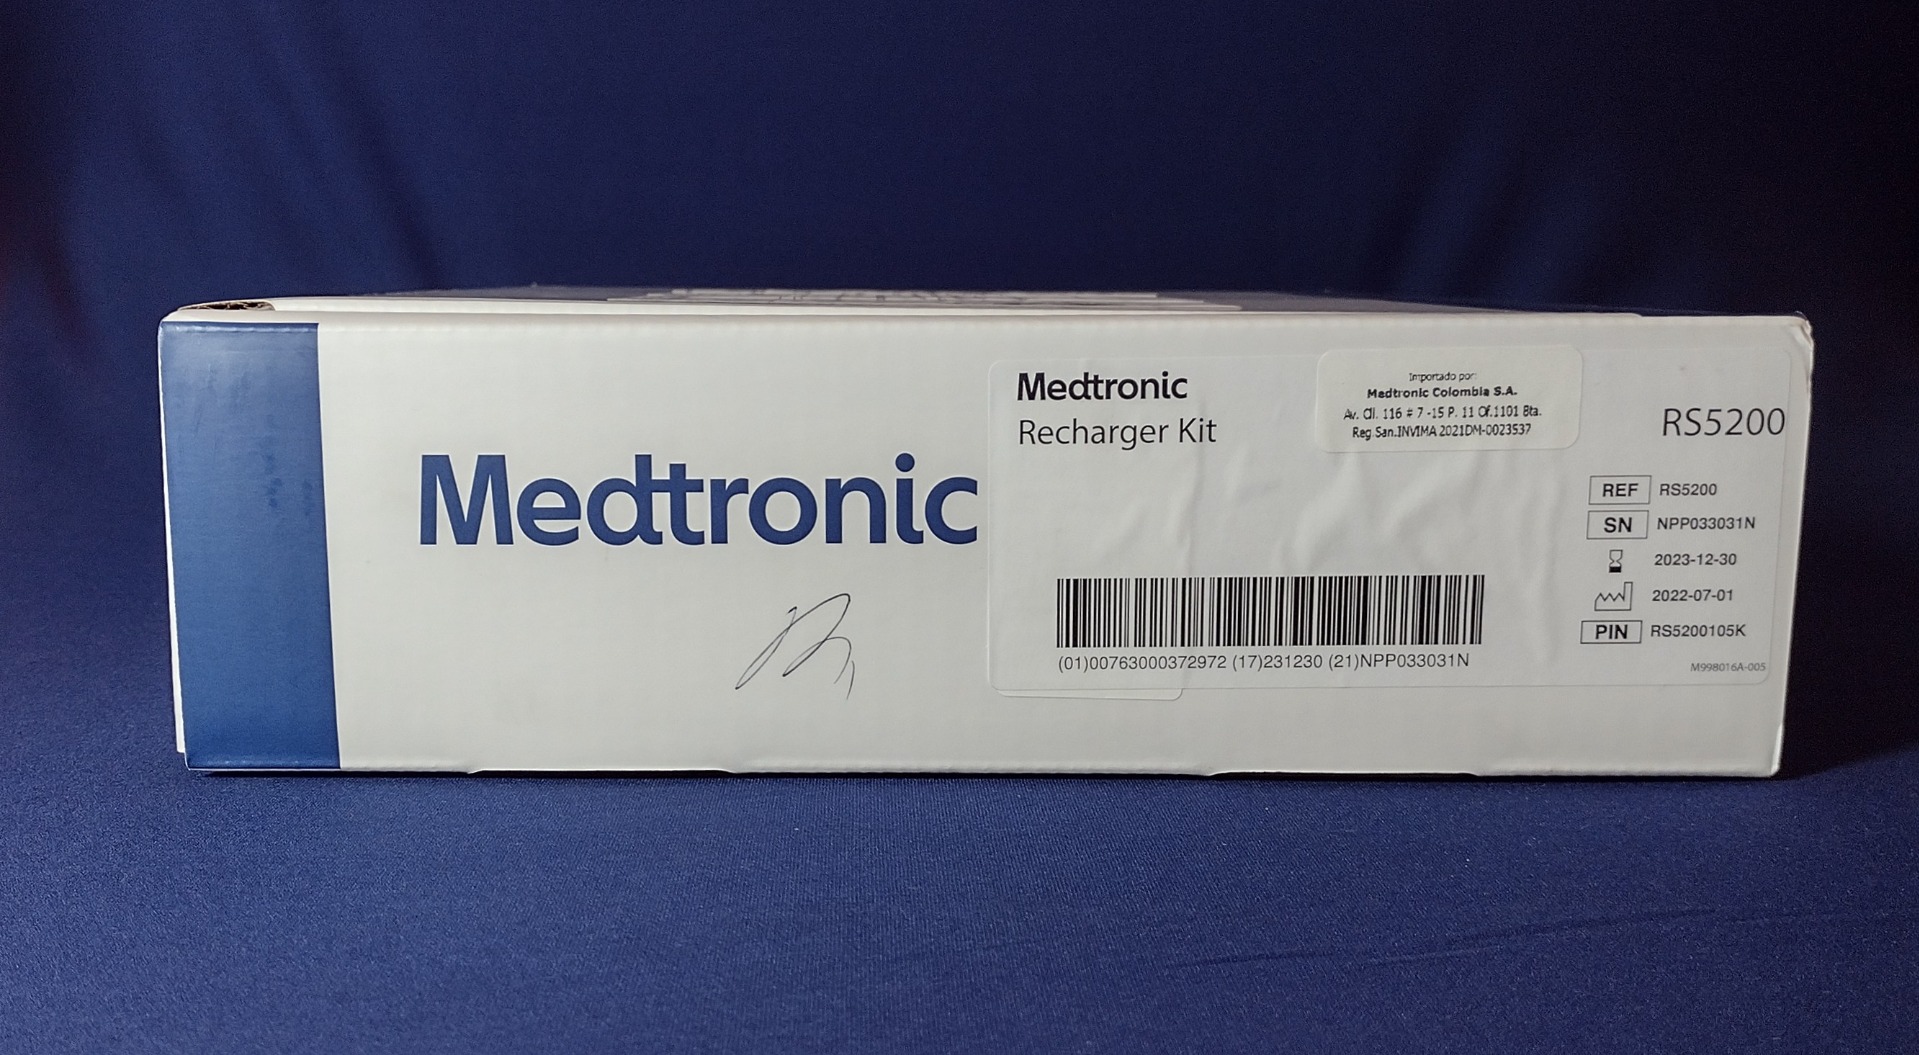 Medtronic
Medtronic
Recharger Kit
Importado por:
Medtronic Colombia S.A.
Av. Cll. 116 # 7 -15 P. 11 Of.1101 Bta.
Reg.San.INVIMA 2021DM-0023537
RS5200
REF RS5200
SN NPP033031N
2023-12-30
2022-07-01
PIN RS5200105K
(01)00763000372972 (17)231230 (21)NPP033031N
M998016A-005